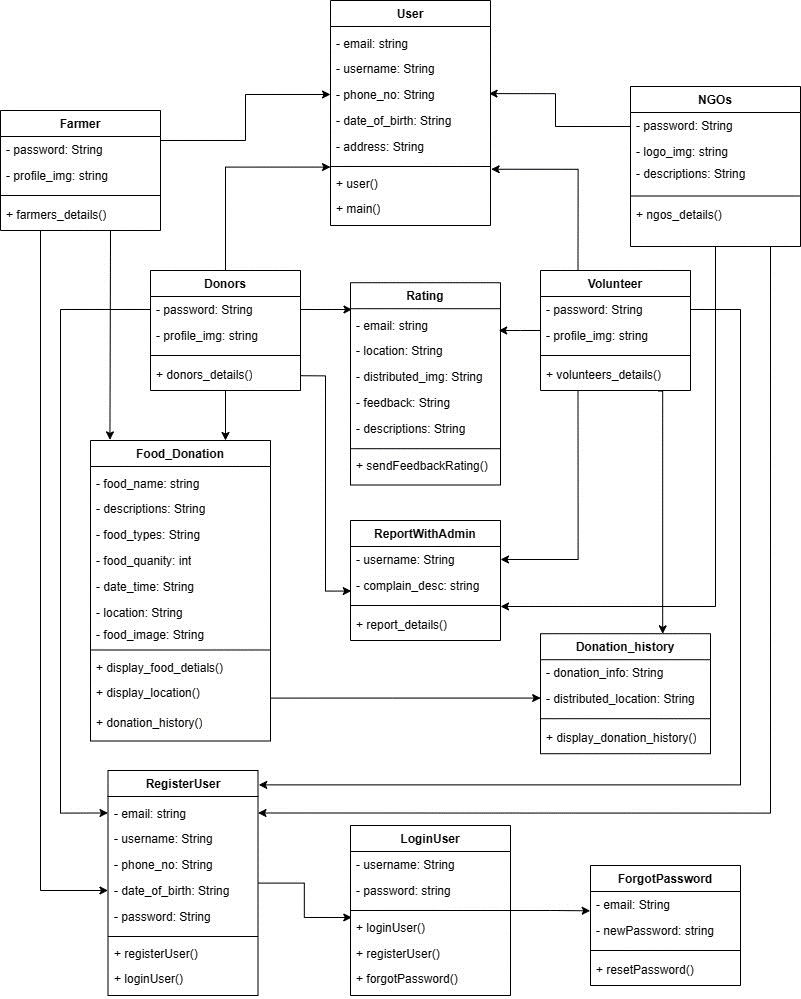 User
- email: string
- username: String
- phone_no: String
- date_of_birth: String
- address: String
+ user()
+ main()
NGOs
- password: String
- logo_img: string
- descriptions: String
+ ngos_details()
Farmer
- password: String
- profile_img: string
+ farmers_details()
Donors
- password: String
- profile_img: string
+ donors_details()
Rating
- email: string
- location: String
- distributed_img: String
- feedback: String
- descriptions: String
+ sendFeedbackRating()
Volunteer
- password: String
- profile_img: string
+ volunteers_details()
Food_Donation
- food_name: string
- descriptions: String
- food_types: String
- food_quanity: int
- date_time: String
- location: String
- food_image: String
+ display_food_detials()
+ display_location()
+ donation_history()
ReportWithAdmin
- username: String
- complain_desc: string
+ report_details()
Donation_history
- donation_info: String
- distributed_location: String
+ display_donation_history()
RegisterUser
- email: string
- username: String
- phone_no: String
- date_of_birth: String
- password: String
+ registerUser()
+ loginUser()
LoginUser
- username: String
- password: string
+ loginUser()
+ registerUser()
+ forgotPassword()
ForgotPassword
- email: String
- newPassword: string
+ resetPassword()